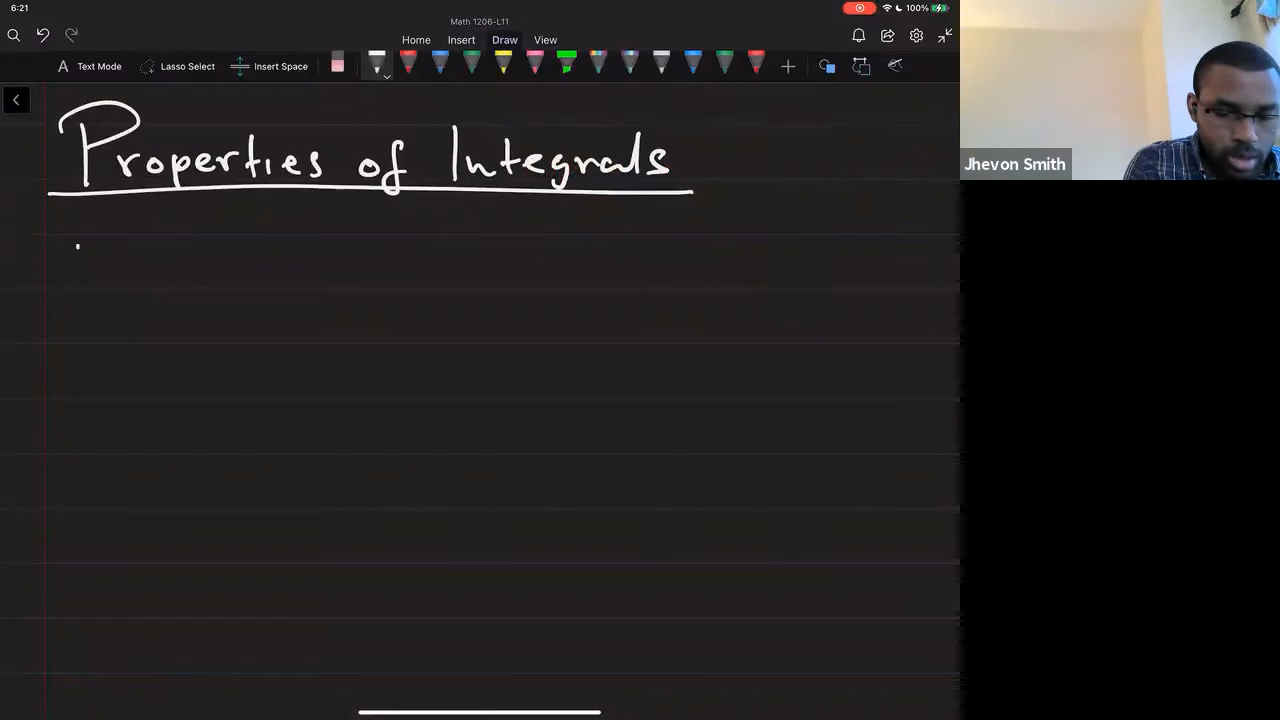 6:21
100%
Math 1206-L11
Home Insert Draw View
Text Mode Lasso Select Insert Space
Properties of Integrals
Jhevon Smith